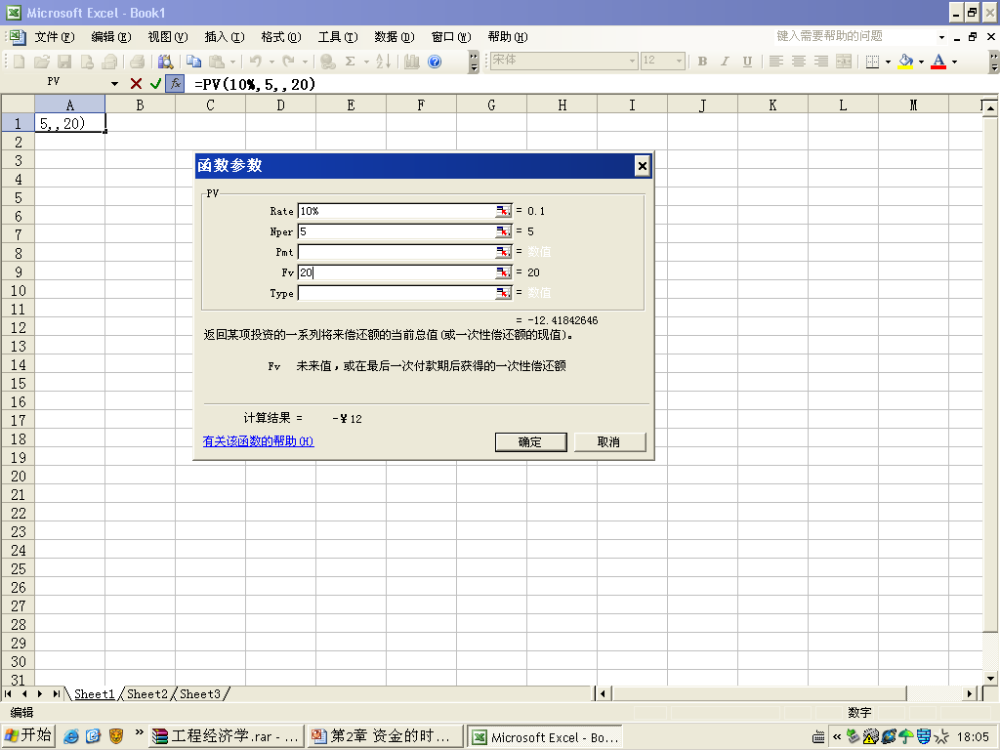 Microsoft Excel - Book1
文件(F) 编辑(E) 视图(V) 插入(I) 格式(O) 工具(T) 数据(D) 窗口(W) 帮助(H) 键入需要帮助的问题
宋体 12 B I U A
PV =PV(10%,5,,20)
A B C D E F G H I J K L M
1 5,,20)
2
3
4
5
6
7
8
9
10
11
12
13
14
15
16
17
18
19
20
21
22
23
24
25
26
27
28
29
30
31
函数参数
PV
Rate 10% = 0.1
Nper 5 = 5
Pmt = 数值
Fv 20 = 20
Type = 数值
= -12.41842646
返回某项投资的一系列将来偿还额的当前总值(或一次性偿还额的现值)。
Fv 未来值，或在最后一次付款期后获得的一次性偿还额
计算结果 = -¥12
有关该函数的帮助(H) 确定 取消
Sheet1 Sheet2 Sheet3
编辑 数字
开始 » 工程经济学.rar - ... 第2章 资金的时... Microsoft Excel - Bo... « 18:05